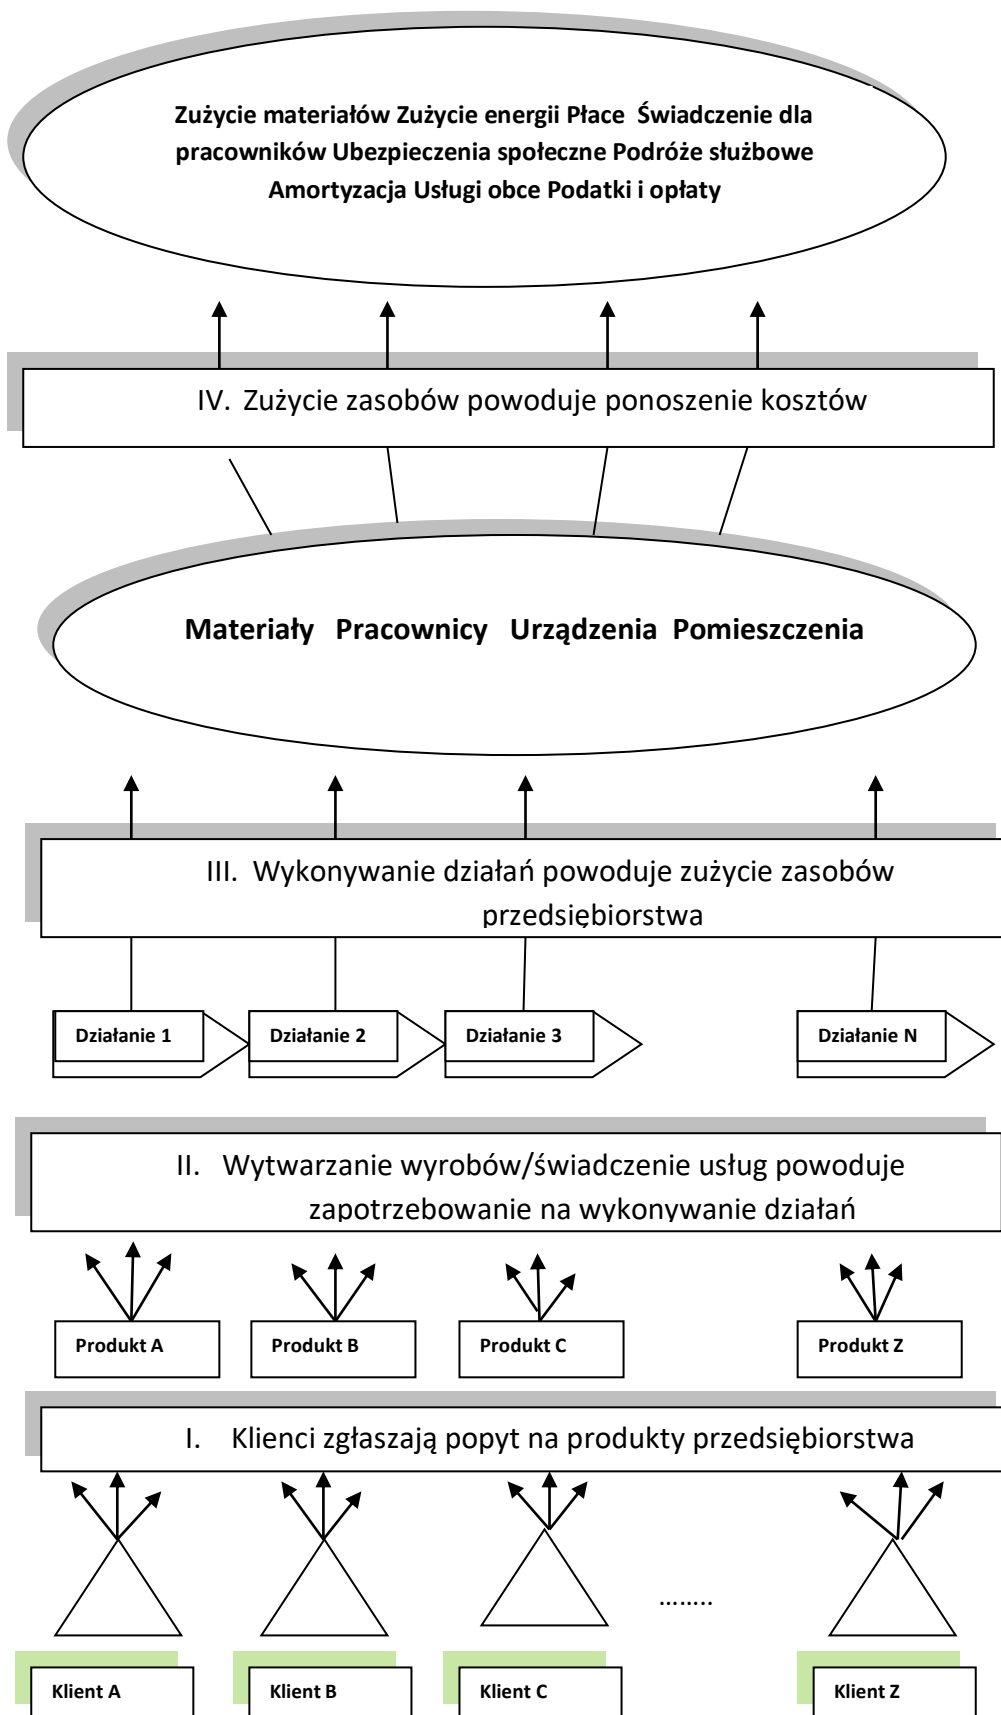 Zużycie materiałów Zużycie energii Płace Świadczenie dla
pracowników Ubezpieczenia społeczne Podróże służbowe
Amortyzacja Usługi obce Podatki i opłaty
IV. Zużycie zasobów powoduje ponoszenie kosztów
Materiały Pracownicy Urządzenia Pomieszczenia
III. Wykonywanie działań powoduje zużycie zasobów
przedsiębiorstwa
Działanie 1
Działanie 2
Działanie 3
Działanie N
II. Wytwarzanie wyrobów/świadczenie usług powoduje
zapotrzebowanie na wykonywanie działań
Produkt A
Produkt B
Produkt C
Produkt Z
I. Klienci zgłaszają popyt na produkty przedsiębiorstwa
........
Klient A
Klient B
Klient C
Klient Z